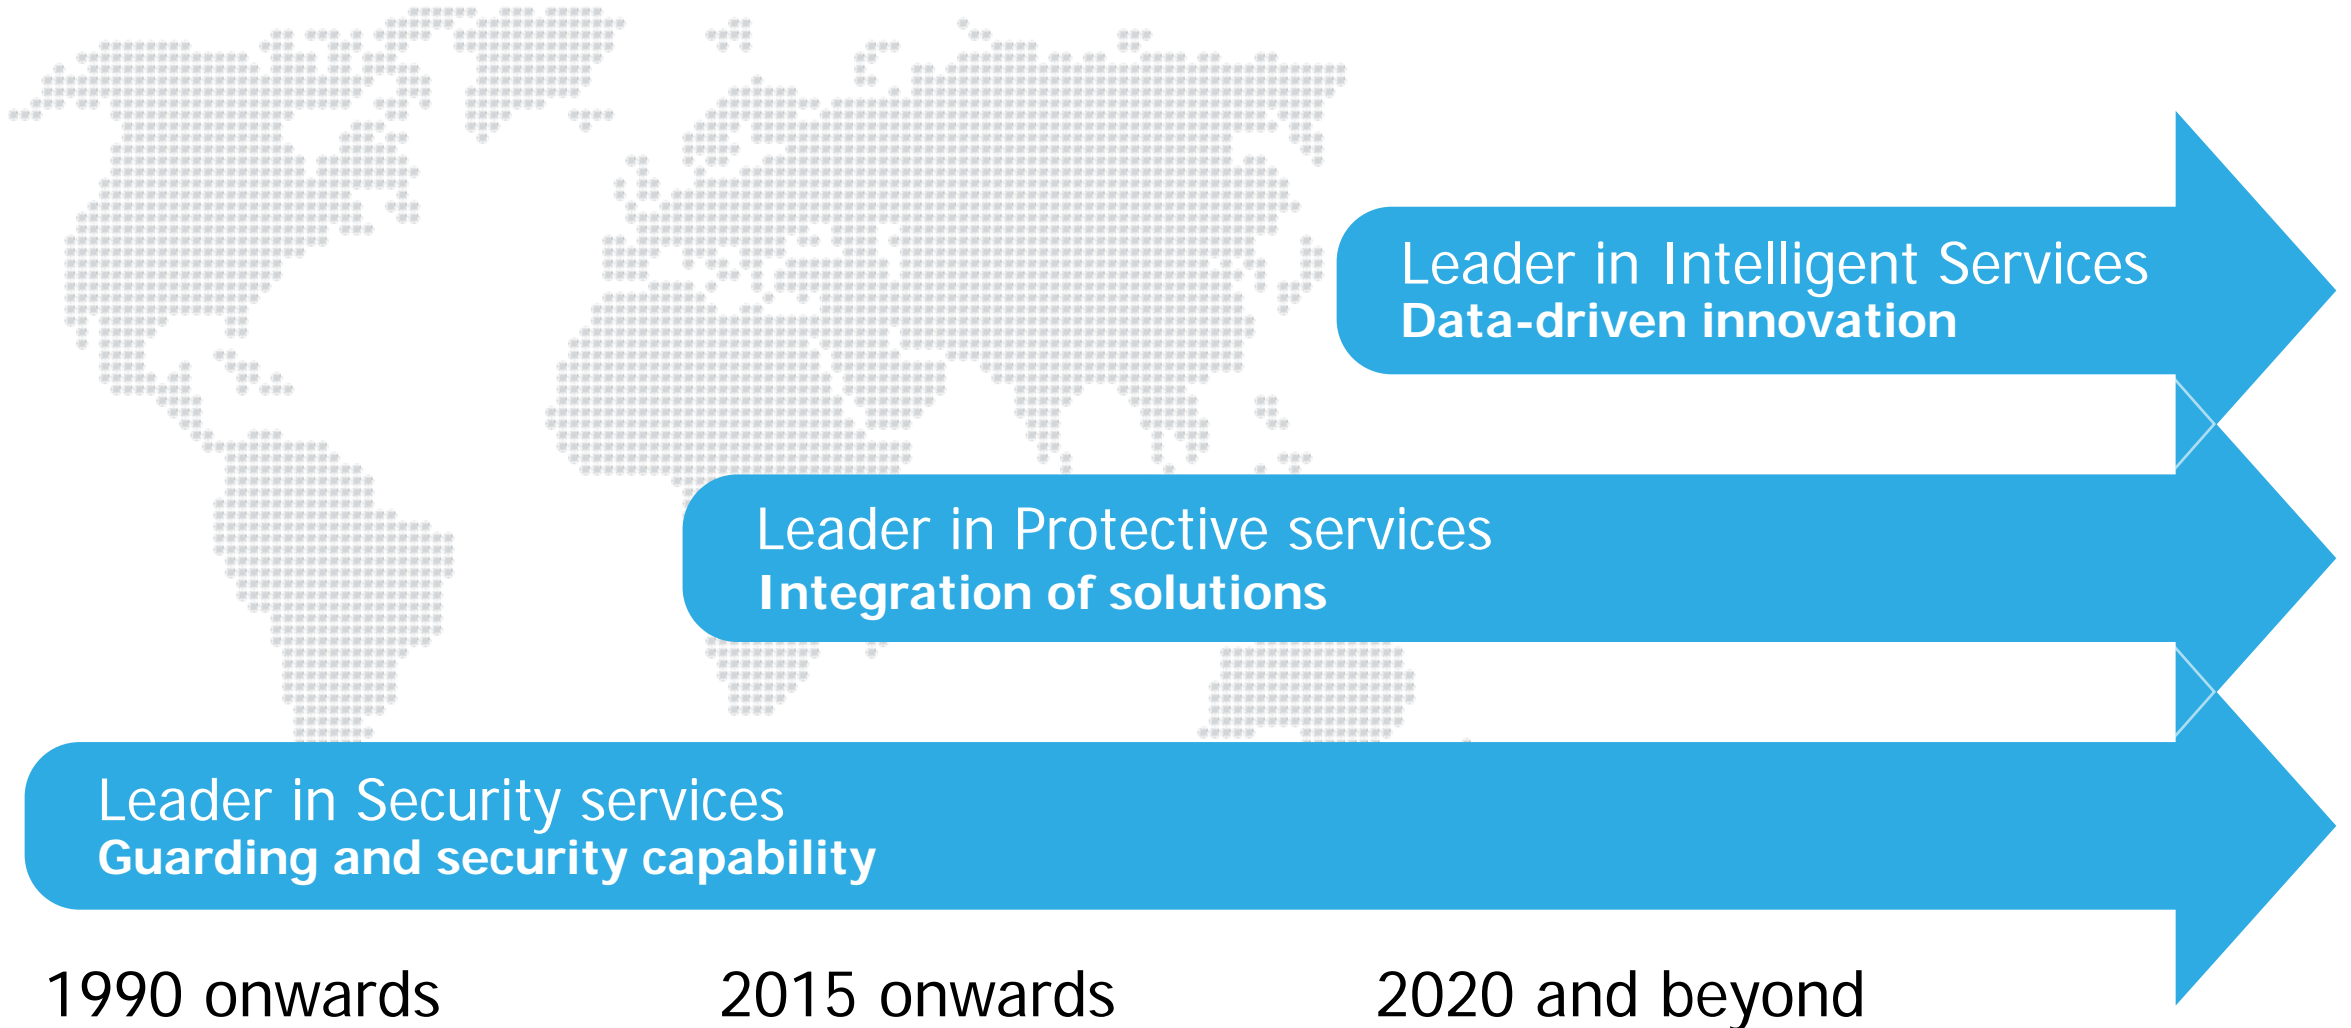 Leader in Intelligent Services
Data-driven innovation
Leader in Protective services
Integration of solutions
Leader in Security services
Guarding and security capability
1990 onwards
2015 onwards
2020 and beyond